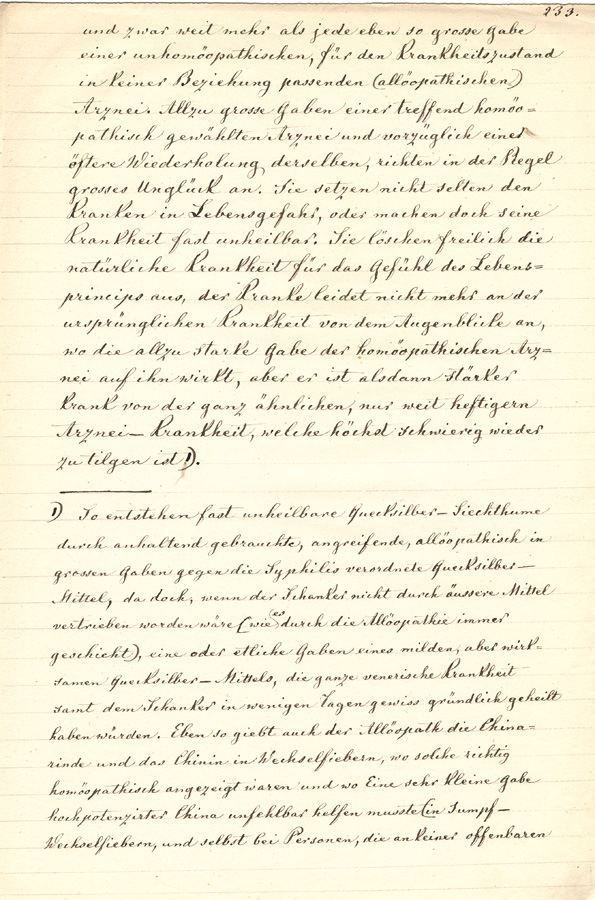 233.
und zwar weit mehr als jede eben so grosse Gabe
einer unhomöopathischen, für den Krankheitszustand
in keiner Beziehung passenden (allöopathischen)
Arznei. Allzu grosse Gaben einer treffend homöo=
pathisch gewählten Arznei und vorzüglich eine
öftere Wiederholung derselben, richten in der Regel
grosses Unglück an. Sie setzen nicht selten den
Kranken in Lebensgefahr, oder machen doch seine
Krankheit fast unheilbar. Sie löschen freilich die
natürliche Krankheit für das Gefühl des Lebens=
princips aus, der Kranke leidet nicht mehr an der
ursprünglichen Krankheit von dem Augenblicke an,
wo die allzu starke Gabe der homöopathischen Arz=
nei auf ihn wirkt, aber er ist alsdann stärker
krank von der ganz ähnlichen, nur weit heftigern
Arznei—Krankheit, welche höchst schwierig wieder
zu tilgen ist 1).
1) So entstehen fast unheilbare Quecksilber—Siechthume
durch anhaltend gebrauchte, angreifende, allöopathisch in
grossen Gaben gegen die Syphilis verordnete Quecksilber—
Mittel, da doch, wenn der Schanker nicht durch äussere Mittel
vertrieben worden wäre (wie es durch die Allöopathie immer
geschieht), eine oder etliche Gaben eines milden, aber wirk-
samen Quecksilber—Mittels, die ganze venerische Krankheit
samt dem Schanker in wenigen Tagen gewiss gründlich geheilt
haben würden. Eben so giebt auch der Allöopath die China=
rinde und das Chinin in Wechselfiebern, wo solche richtig
homöopathisch angezeigt waren und wo Eine sehr kleine Gabe
hochpotenzirter China unfehlbar helfen musste (in Sumpf—
Wechselfiebern, und selbst bei Personen, die an keiner offenbaren